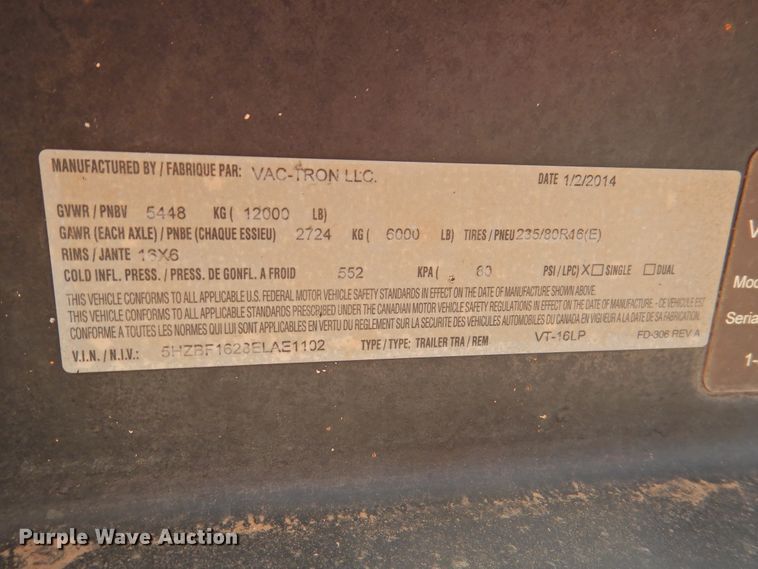 MANUFACTURED BY / FABRIQUE PAR: VAC-TRON LLC. DATE 1/2/2014
GVWR / PNBV 5448 KG ( 12000 LB)
GAWR (EACH AXLE) / PNBE (CHAQUE ESSIEU) 2724 KG ( 6000 LB) TIRES / PNEU 235/80R16(E)
RIMS / JANTE 16X6
COLD INFL. PRESS. / PRESS. DE GONFL. A FROID 552 KPA ( 80 PSI / LPC) X☐ SINGLE ☐ DUAL
THIS VEHICLE CONFORMS TO ALL APPLICABLE U.S. FEDERAL MOTOR VEHICLE SAFETY STANDARDS IN EFFECT ON THE DATE OF MANUFACTURE SHOWN ABOVE.
THIS VEHICLE CONFORMS TO ALL APPLICABLE STANDARDS PRESCRIBED UNDER THE CANADIAN MOTOR VEHICLE SAFETY REGULATIONS IN EFFECT ON THE DATE OF MANUFACTURE - CE VEHICULE EST
CONFORME A TOUTES LES NORMES QUI LUI SONT APPLICABLES EN VERTU DU REGLEMENT SUR LA SECURITE DES VEHICULES AUTOMOBILES DU CANADA EN VIGUEUR A LA DATE DE SA FABRICATION.
V.I.N. / N.I.V.: 5HZBF1628ELAE1102 TYPE / TYPE: TRAILER TRA / REM VT-16LP FD-306 REV A
V
Mod
Seria
1-
Purple Wave Auction
Purple Wave Auction